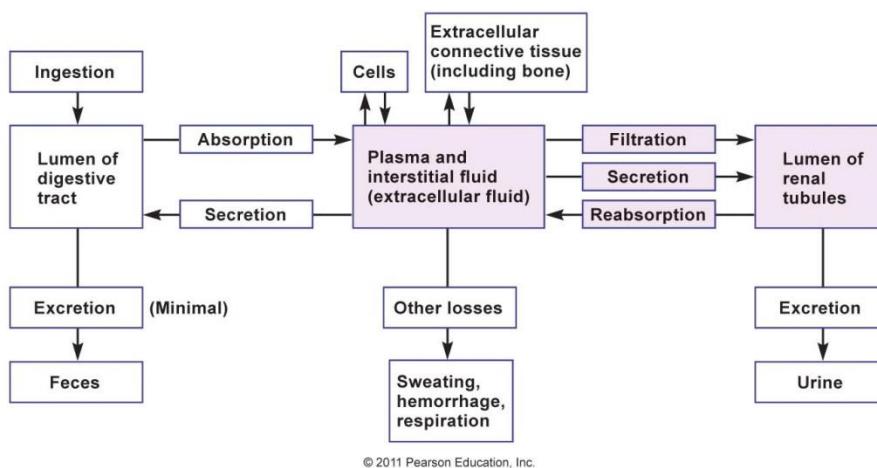 Ingestion
Cells
Extracellular
connective tissue
(including bone)
Lumen of
digestive
tract
Absorption
Secretion
Plasma and
interstitial fluid
(extracellular fluid)
Filtration
Secretion
Reabsorption
Lumen of
renal
tubules
Excretion
(Minimal)
Other losses
Excretion
Feces
Sweating,
hemorrhage,
respiration
Urine
© 2011 Pearson Education, Inc.